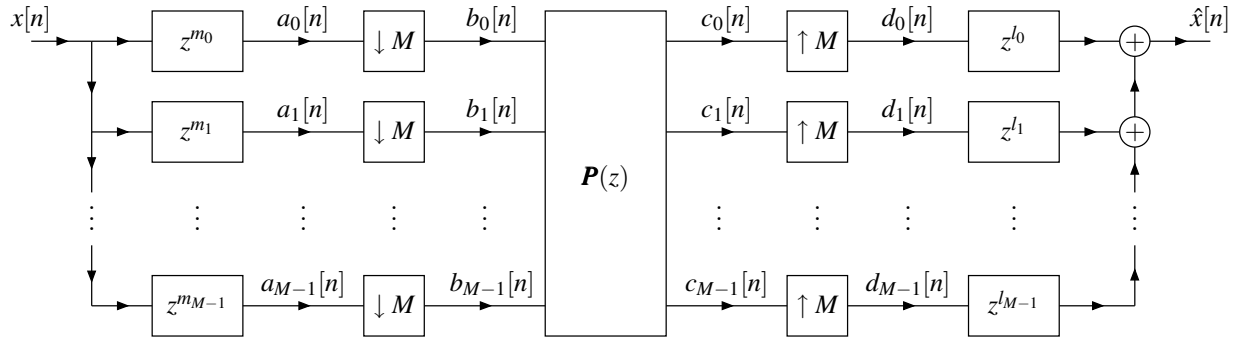 x[n] a_0[n] b_0[n] c_0[n] d_0[n] \hat{x}[n]
z^{m_0} ↓ M ↑ M z^{l_0} +
a_1[n] b_1[n] c_1[n] d_1[n]
z^{m_1} ↓ M ↑ M z^{l_1} +
P(z)
⋮ ⋮ ⋮ ⋮ ⋮ ⋮ ⋮ ⋮ ⋮ ⋮
a_{M−1}[n] b_{M−1}[n] c_{M−1}[n] d_{M−1}[n]
z^{m_{M−1}} ↓ M ↑ M z^{l_{M−1}}